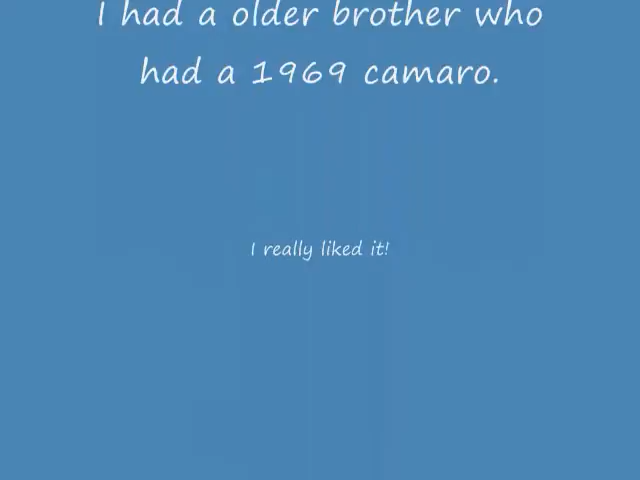 I had a older brother who
had a 1969 camaro.
I really liked it!